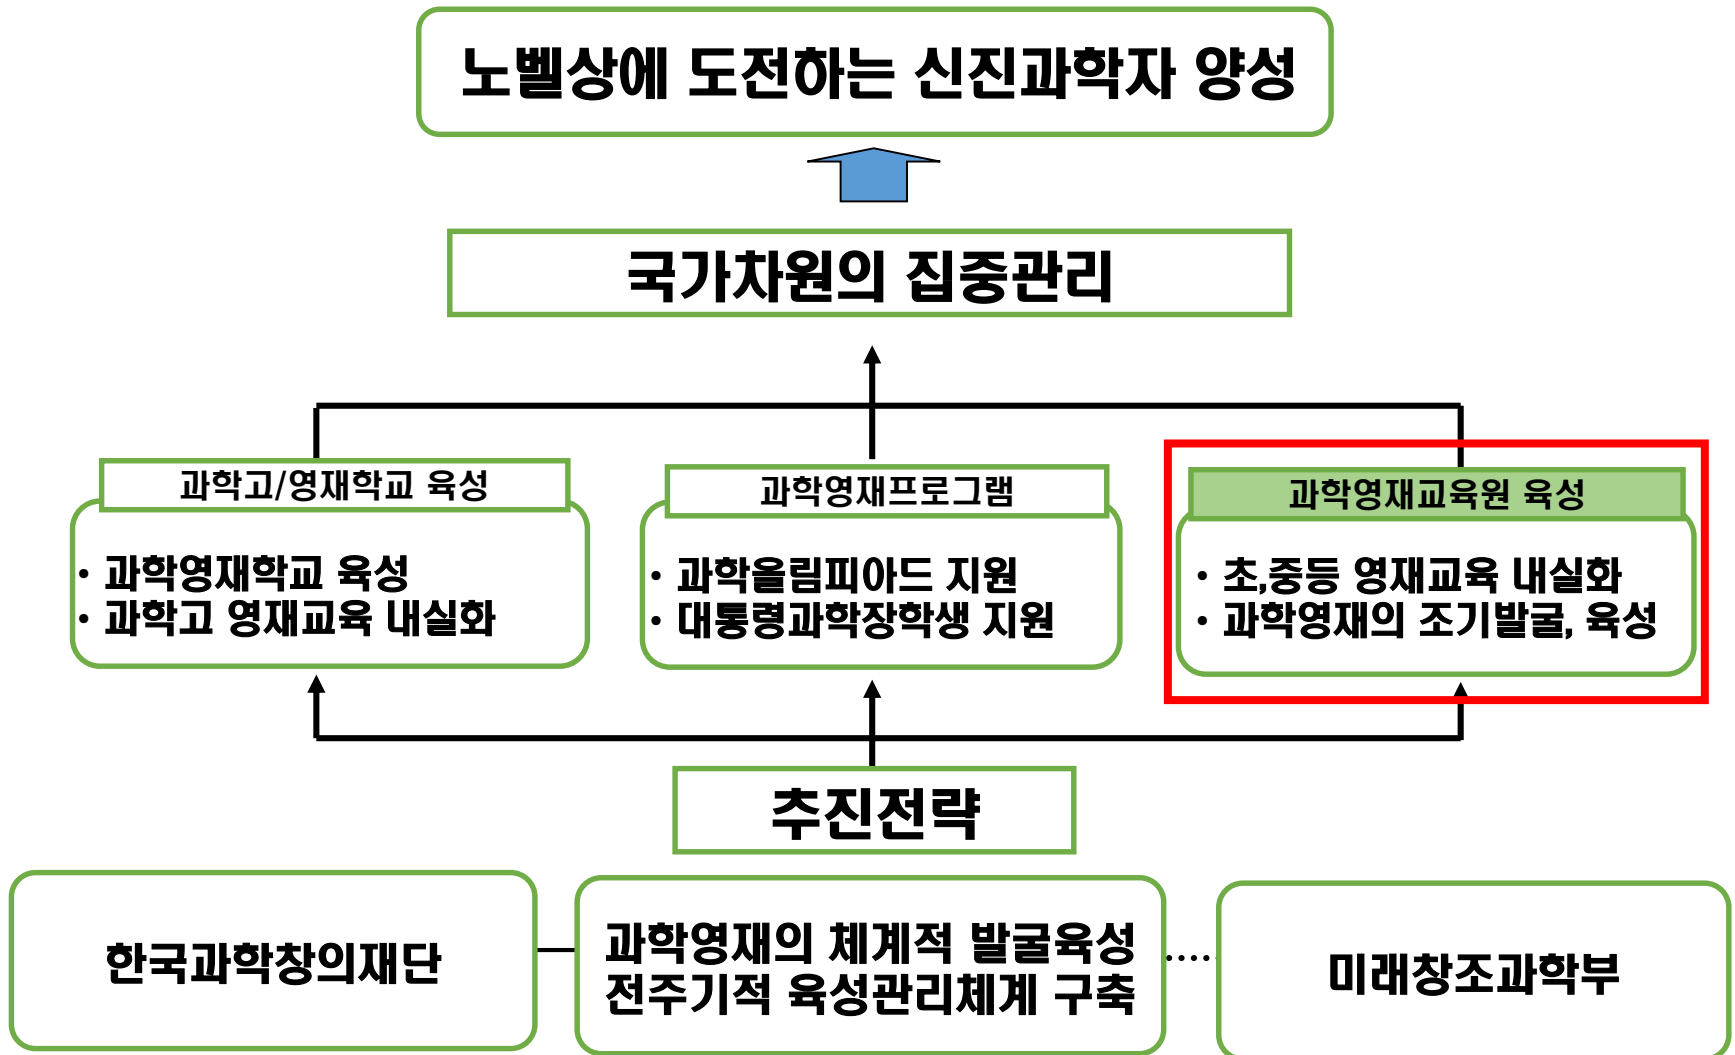 노벨상에 도전하는 신진과학자 양성
국가차원의 집중관리
과학고/영재학교 육성
• 과학영재학교 육성
• 과학고 영재교육 내실화
과학영재프로그램
• 과학올림피아드 지원
• 대통령과학장학생 지원
과학영재교육원 육성
• 초,중등 영재교육 내실화
• 과학영재의 조기발굴, 육성
추진전략
한국과학창의재단
과학영재의 체계적 발굴육성
전주기적 육성관리체계 구축
미래창조과학부